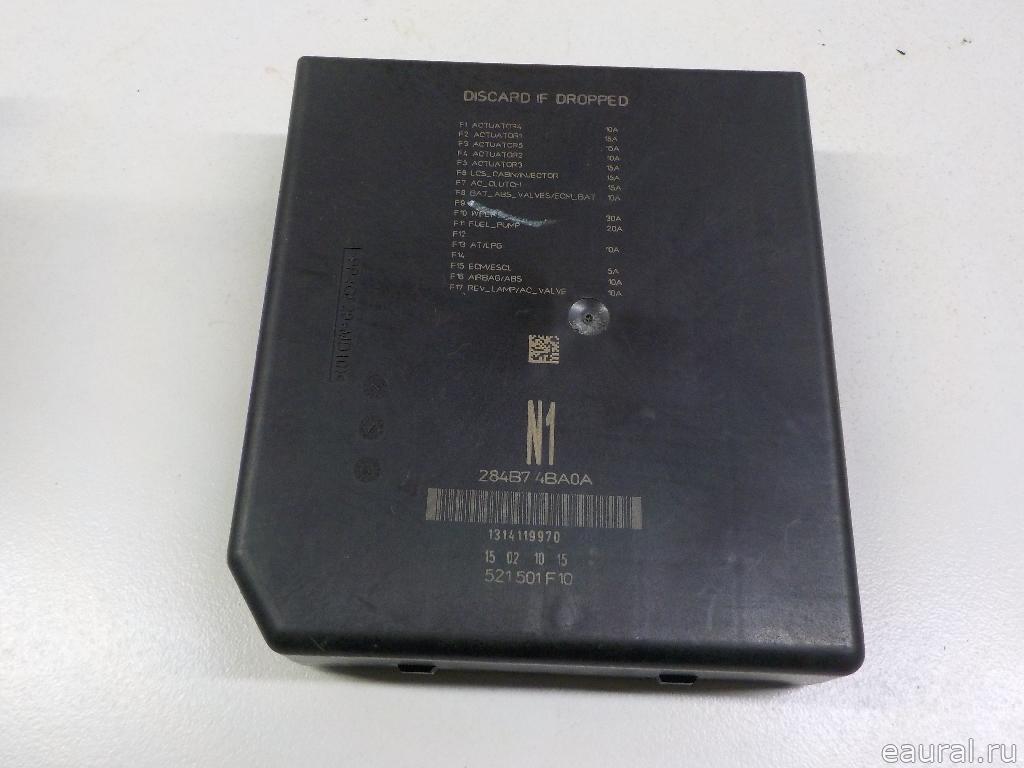 DISCARD IF DROPPED
F1 ACTUATOR4 10A
F2 ACTUATOR1 15A
F3 ACTUATOR5 15A
F4 ACTUATOR2 10A
F5 ACTUATOR3 15A
F6 LCS_CABIN/INJECTOR 15A
F7 AC_CLUTCH 15A
F8 BAT_ABS_VALVES/ECM_BAT 10A
F9
F10 30A
F11 FUEL_PUMP 20A
F12
F13 AT/LPG 10A
F14
F15 ECM/ESCL 5A
F16 AIRBAG/ABS 10A
F17 REV_LAMP/AC_VALVE 10A
N1
284B7 4BA0A
1314119970
15 02 10 15
521501F10
eaural.ru